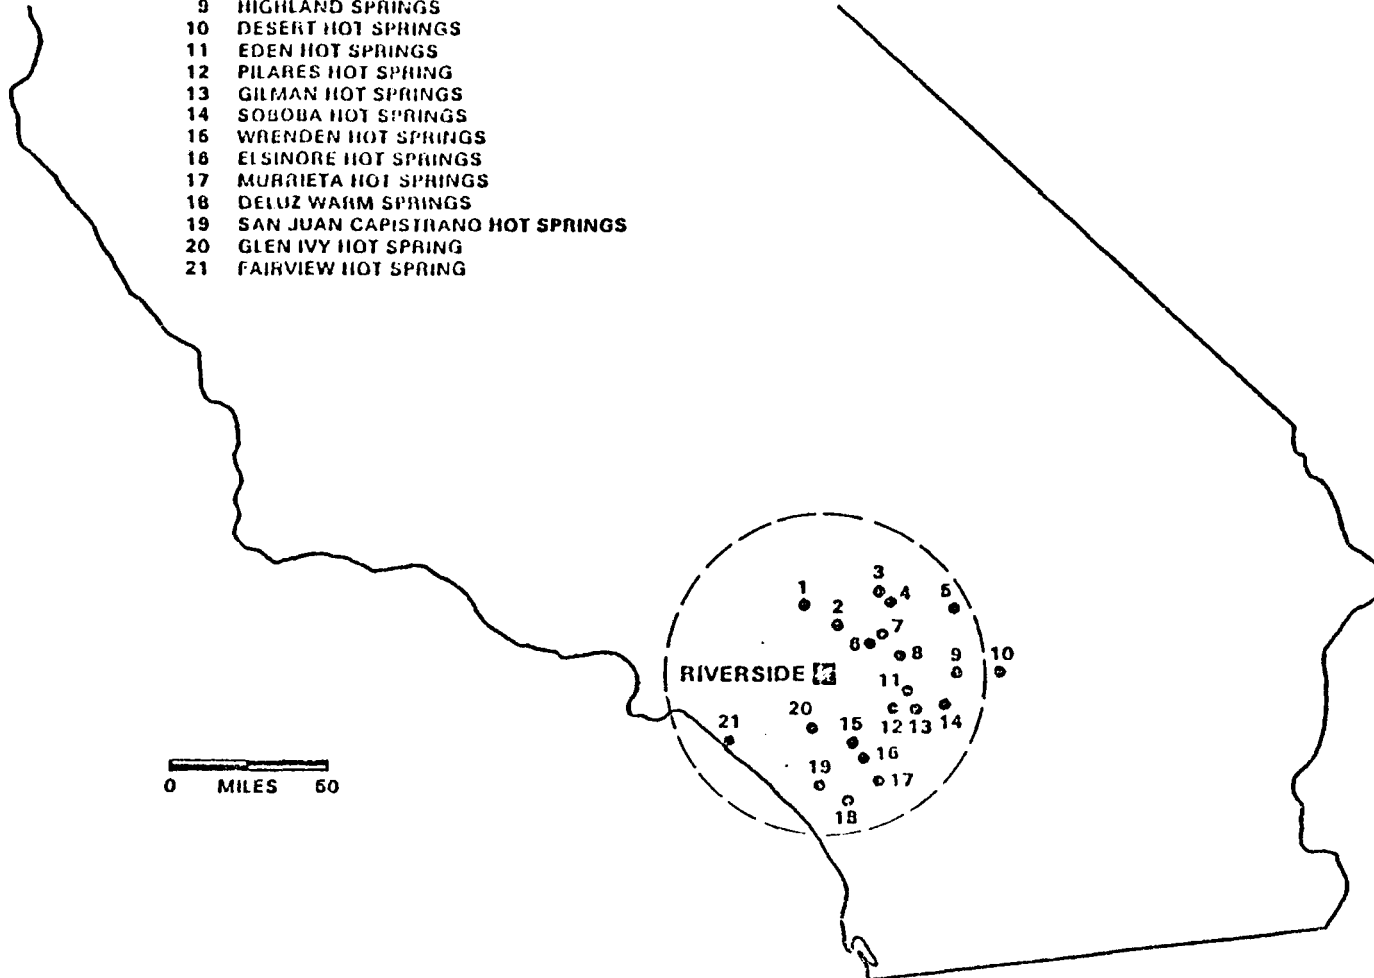 9 HIGHLAND SPRINGS
10 DESERT HOT SPRINGS
11 EDEN HOT SPRINGS
12 PILARES HOT SPRING
13 GILMAN HOT SPRINGS
14 SOBOBA HOT SPRINGS
15 WRENDEN HOT SPRINGS
16 ELSINORE HOT SPRINGS
17 MURRIETA HOT SPRINGS
18 DELUZ WARM SPRINGS
19 SAN JUAN CAPISTRANO HOT SPRINGS
20 GLEN IVY HOT SPRING
21 FAIRVIEW HOT SPRING
3
1
4
5
2
7
6
8
9
10
RIVERSIDE
11
20
12 13
14
21
15
16
19
17
18
0 MILES 50